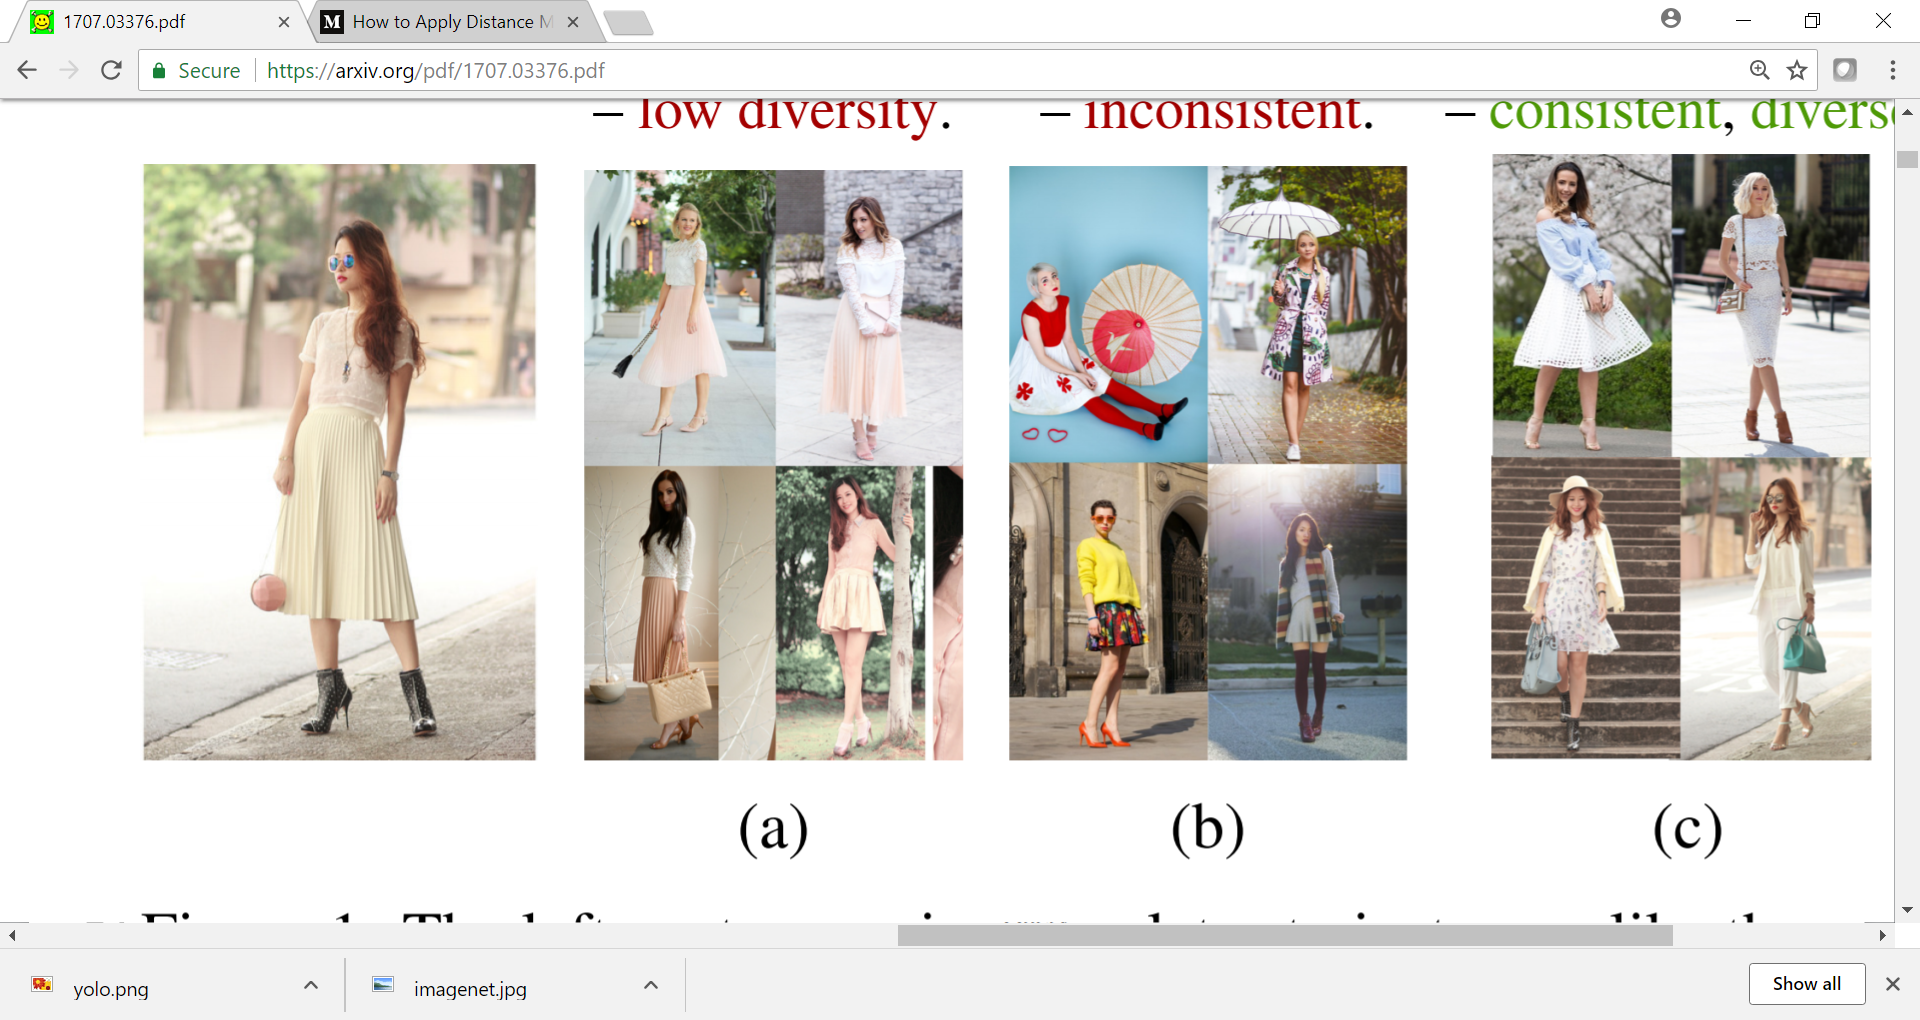 1707.03376.pdf
M How to Apply Distance M
Secure https://arxiv.org/pdf/1707.03376.pdf
– low diversity.
– inconsistent.
– consistent, divers
(a)
(b)
(c)
yolo.png
imagenet.jpg
Show all